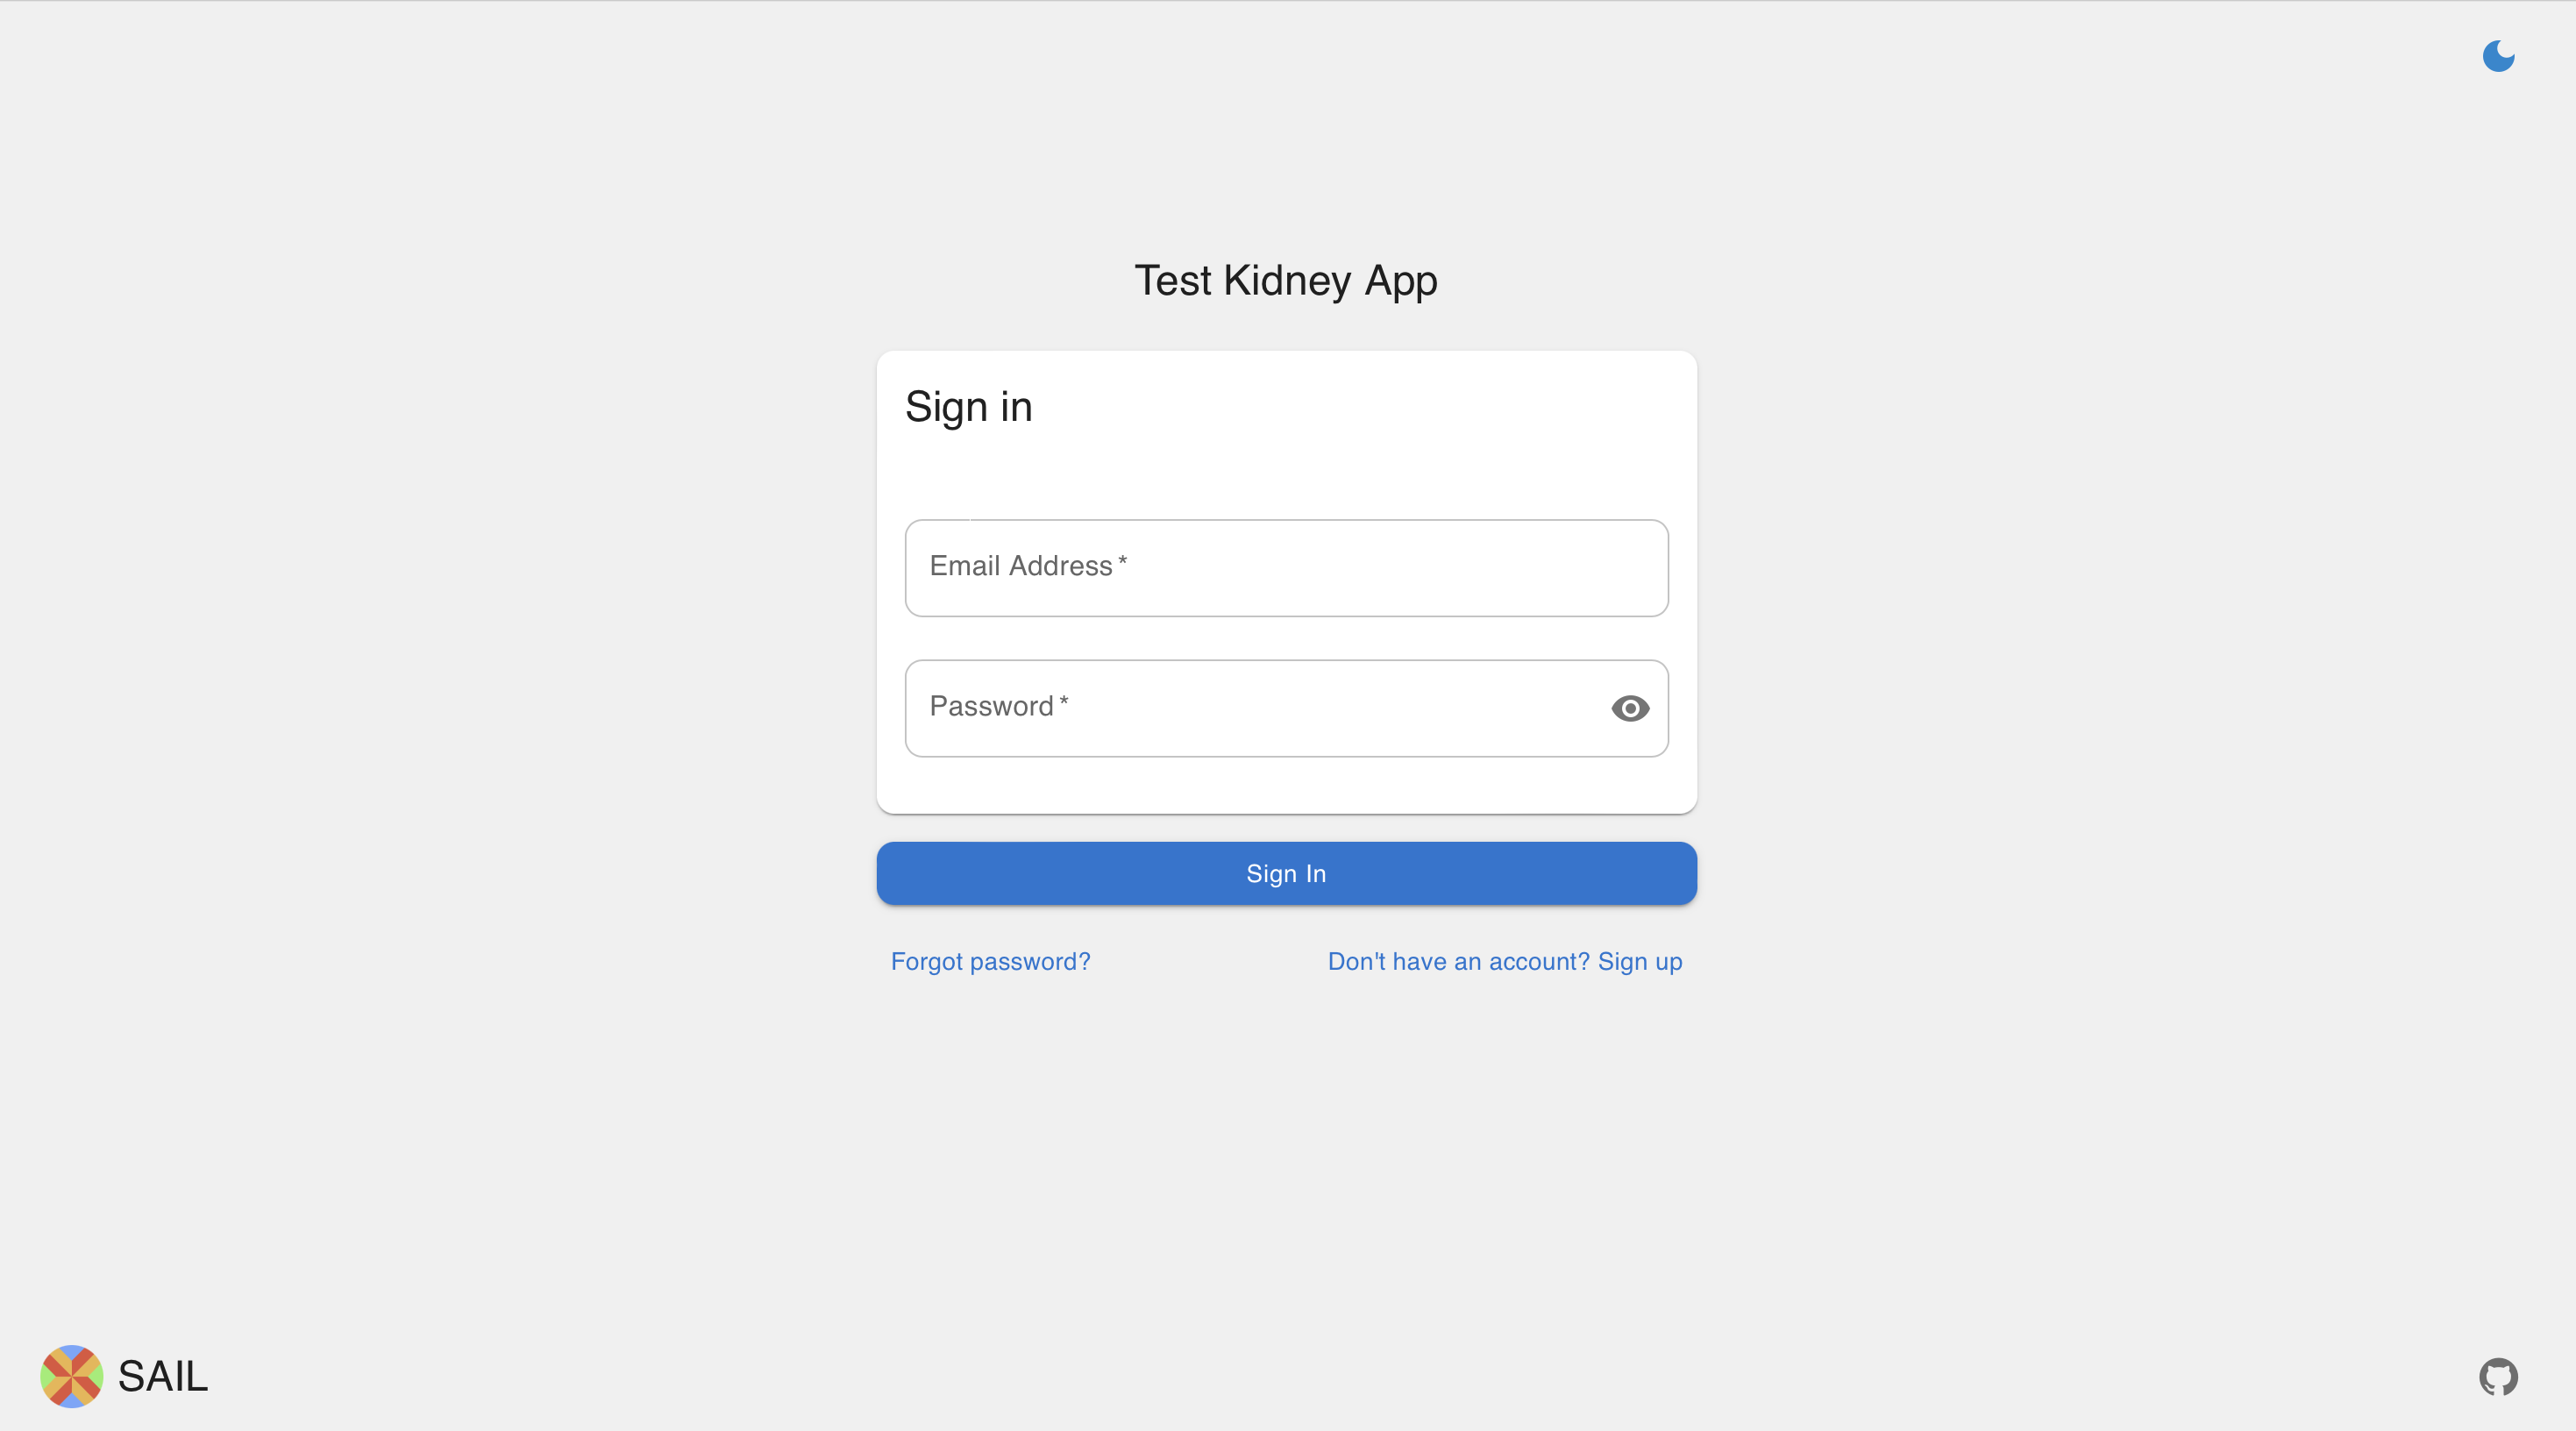 Test Kidney App
Sign in
Email Address *
Password *
Sign In
Forgot password?
Don't have an account? Sign up
SAIL